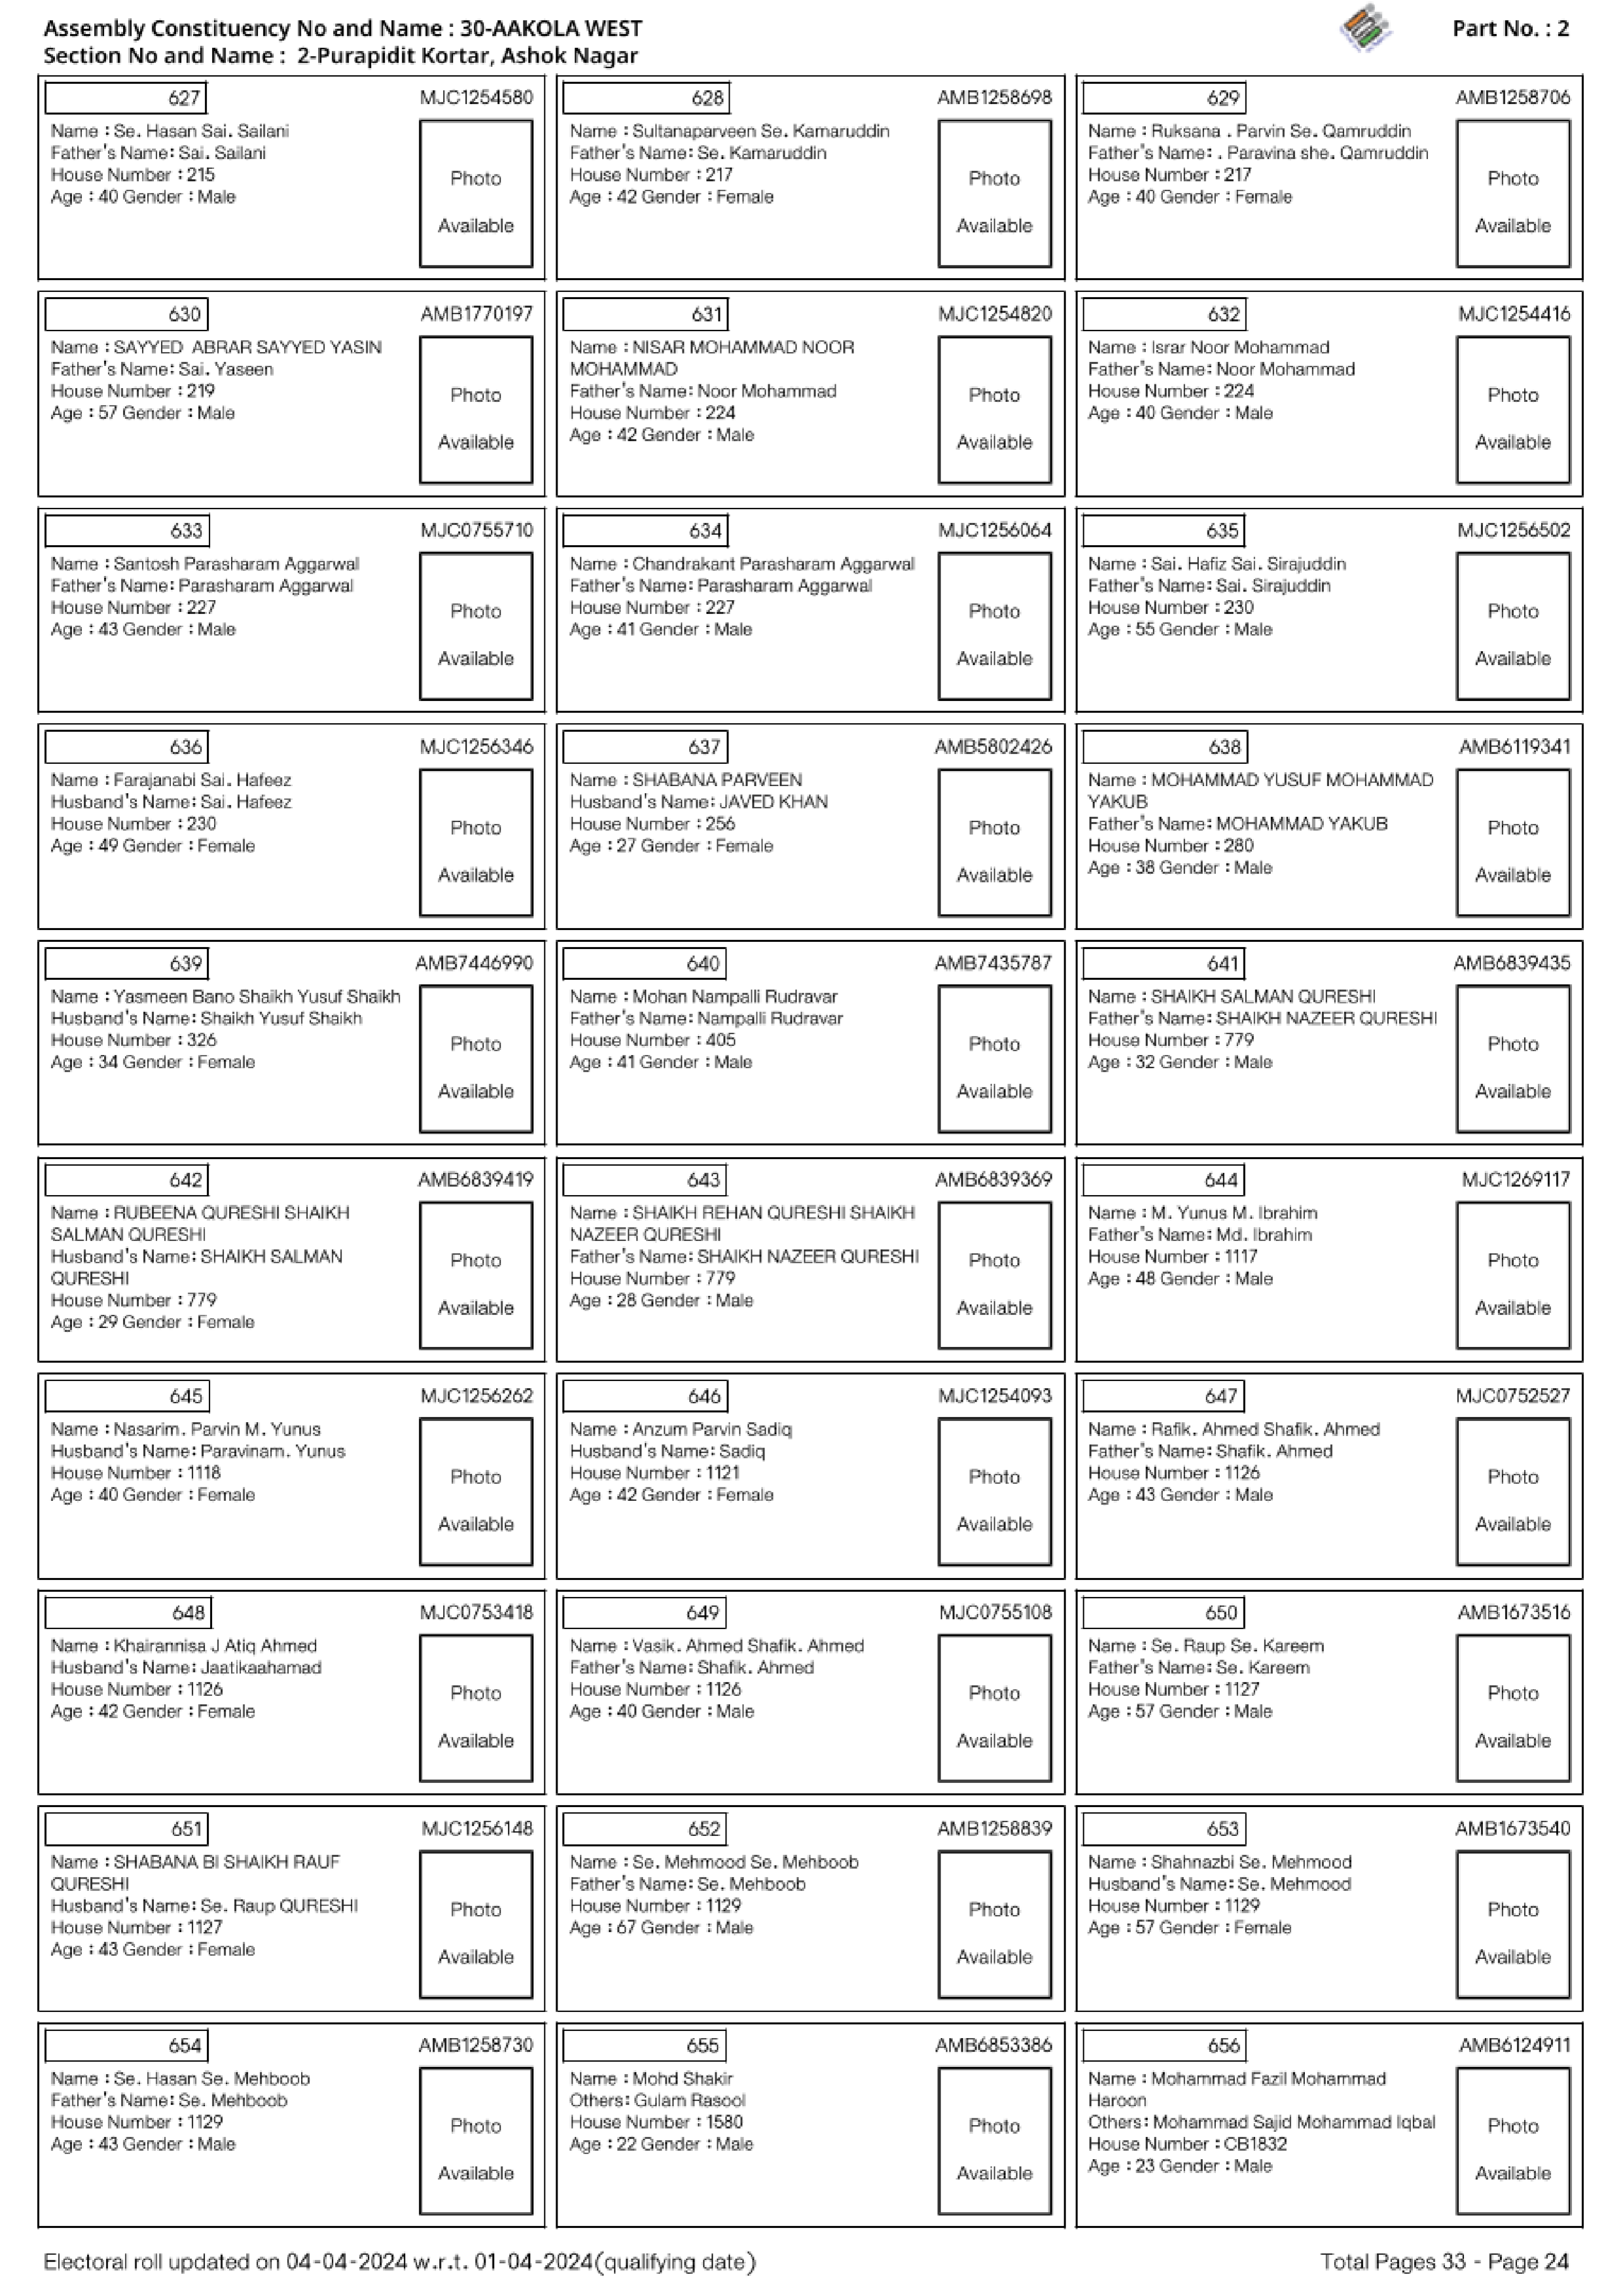 Assembly Constituency No and Name : 30-AAKOLA WEST
Part No. : 2
Section No and Name : 2-Purapidit Kortar, Ashok Nagar
627
MJC1254580
Name : Se. Hasan Sai. Sailani
Father's Name: Sai. Sailani
House Number : 215
Age : 40 Gender : Male
Photo
Available
628
AMB1258698
Name : Sultanaparveen Se. Kamaruddin
Father's Name: Se. Kamaruddin
House Number : 217
Age : 42 Gender : Female
Photo
Available
629
AMB1258706
Name : Ruksana . Parvin Se. Qamruddin
Father's Name: . Paravina she. Qamruddin
House Number : 217
Age : 40 Gender : Female
Photo
Available
630
AMB1770197
Name : SAYYED ABRAR SAYYED YASIN
Father's Name: Sai. Yaseen
House Number : 219
Age : 57 Gender : Male
Photo
Available
631
MJC1254820
Name : NISAR MOHAMMAD NOOR
MOHAMMAD
Father's Name: Noor Mohammad
House Number : 224
Age : 42 Gender : Male
Photo
Available
632
MJC1254416
Name : Israr Noor Mohammad
Father's Name: Noor Mohammad
House Number : 224
Age : 40 Gender : Male
Photo
Available
633
MJC0755710
Name : Santosh Parasharam Aggarwal
Father's Name: Parasharam Aggarwal
House Number : 227
Age : 43 Gender : Male
Photo
Available
634
MJC1256064
Name : Chandrakant Parasharam Aggarwal
Father's Name: Parasharam Aggarwal
House Number : 227
Age : 41 Gender : Male
Photo
Available
635
MJC1256502
Name : Sai. Hafiz Sai. Sirajuddin
Father's Name: Sai. Sirajuddin
House Number : 230
Age : 55 Gender : Male
Photo
Available
636
MJC1256346
Name : Farajanabi Sai. Hafeez
Husband's Name: Sai. Hafeez
House Number : 230
Age : 49 Gender : Female
Photo
Available
637
AMB5802426
Name : SHABANA PARVEEN
Husband's Name: JAVED KHAN
House Number : 256
Age : 27 Gender : Female
Photo
Available
638
AMB6119341
Name : MOHAMMAD YUSUF MOHAMMAD
YAKUB
Father's Name: MOHAMMAD YAKUB
House Number : 280
Age : 38 Gender : Male
Photo
Available
639
AMB7446990
Name : Yasmeen Bano Shaikh Yusuf Shaikh
Husband's Name: Shaikh Yusuf Shaikh
House Number : 326
Age : 34 Gender : Female
Photo
Available
640
AMB7435787
Name : Mohan Nampalli Rudravar
Father's Name: Nampalli Rudravar
House Number : 405
Age : 41 Gender : Male
Photo
Available
641
AMB6839435
Name : SHAIKH SALMAN QURESHI
Father's Name: SHAIKH NAZEER QURESHI
House Number : 779
Age : 32 Gender : Male
Photo
Available
642
AMB6839419
Name : RUBEENA QURESHI SHAIKH
SALMAN QURESHI
Husband's Name: SHAIKH SALMAN
QURESHI
House Number : 779
Age : 29 Gender : Female
Photo
Available
643
AMB6839369
Name : SHAIKH REHAN QURESHI SHAIKH
NAZEER QURESHI
Father's Name: SHAIKH NAZEER QURESHI
House Number : 779
Age : 28 Gender : Male
Photo
Available
644
MJC1269117
Name : M. Yunus M. Ibrahim
Father's Name: Md. Ibrahim
House Number : 1117
Age : 48 Gender : Male
Photo
Available
645
MJC1256262
Name : Nasarim. Parvin M. Yunus
Husband's Name: Paravinam. Yunus
House Number : 1118
Age : 40 Gender : Female
Photo
Available
646
MJC1254093
Name : Anzum Parvin Sadiq
Husband's Name: Sadiq
House Number : 1121
Age : 42 Gender : Female
Photo
Available
647
MJC0752527
Name : Rafik. Ahmed Shafik. Ahmed
Father's Name: Shafik. Ahmed
House Number : 1126
Age : 43 Gender : Male
Photo
Available
648
MJC0753418
Name : Khairannisa J Atiq Ahmed
Husband's Name: Jaatikaahamad
House Number : 1126
Age : 42 Gender : Female
Photo
Available
649
MJC0755108
Name : Vasik. Ahmed Shafik. Ahmed
Father's Name: Shafik. Ahmed
House Number : 1126
Age : 40 Gender : Male
Photo
Available
650
AMB1673516
Name : Se. Raup Se. Kareem
Father's Name: Se. Kareem
House Number : 1127
Age : 57 Gender : Male
Photo
Available
651
MJC1256148
Name : SHABANA BI SHAIKH RAUF
QURESHI
Husband's Name: Se. Raup QURESHI
House Number : 1127
Age : 43 Gender : Female
Photo
Available
652
AMB1258839
Name : Se. Mehmood Se. Mehboob
Father's Name: Se. Mehboob
House Number : 1129
Age : 67 Gender : Male
Photo
Available
653
AMB1673540
Name : Shahnazbi Se. Mehmood
Husband's Name: Se. Mehmood
House Number : 1129
Age : 57 Gender : Female
Photo
Available
654
AMB1258730
Name : Se. Hasan Se. Mehboob
Father's Name: Se. Mehboob
House Number : 1129
Age : 43 Gender : Male
Photo
Available
655
AMB6853386
Name : Mohd Shakir
Others: Gulam Rasool
House Number : 1580
Age : 22 Gender : Male
Photo
Available
656
AMB6124911
Name : Mohammad Fazil Mohammad
Haroon
Others: Mohammad Sajid Mohammad Iqbal
House Number : CB1832
Age : 23 Gender : Male
Photo
Available
Electoral roll updated on 04-04-2024 w.r.t. 01-04-2024(qualifying date)
Total Pages 33 - Page 24